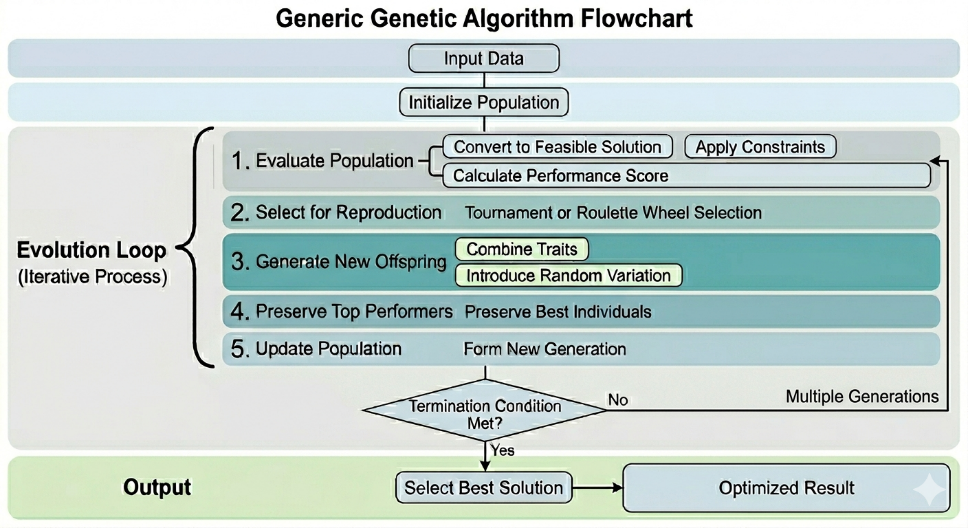 Generic Genetic Algorithm Flowchart
Input Data
Initialize Population
1. Evaluate Population
Convert to Feasible Solution
Apply Constraints
Calculate Performance Score
2. Select for Reproduction Tournament or Roulette Wheel Selection
3. Generate New Offspring
Combine Traits
Introduce Random Variation
4. Preserve Top Performers Preserve Best Individuals
5. Update Population Form New Generation
Evolution Loop
(Iterative Process)
Termination Condition
Met?
No
Multiple Generations
Yes
Output
Select Best Solution
Optimized Result